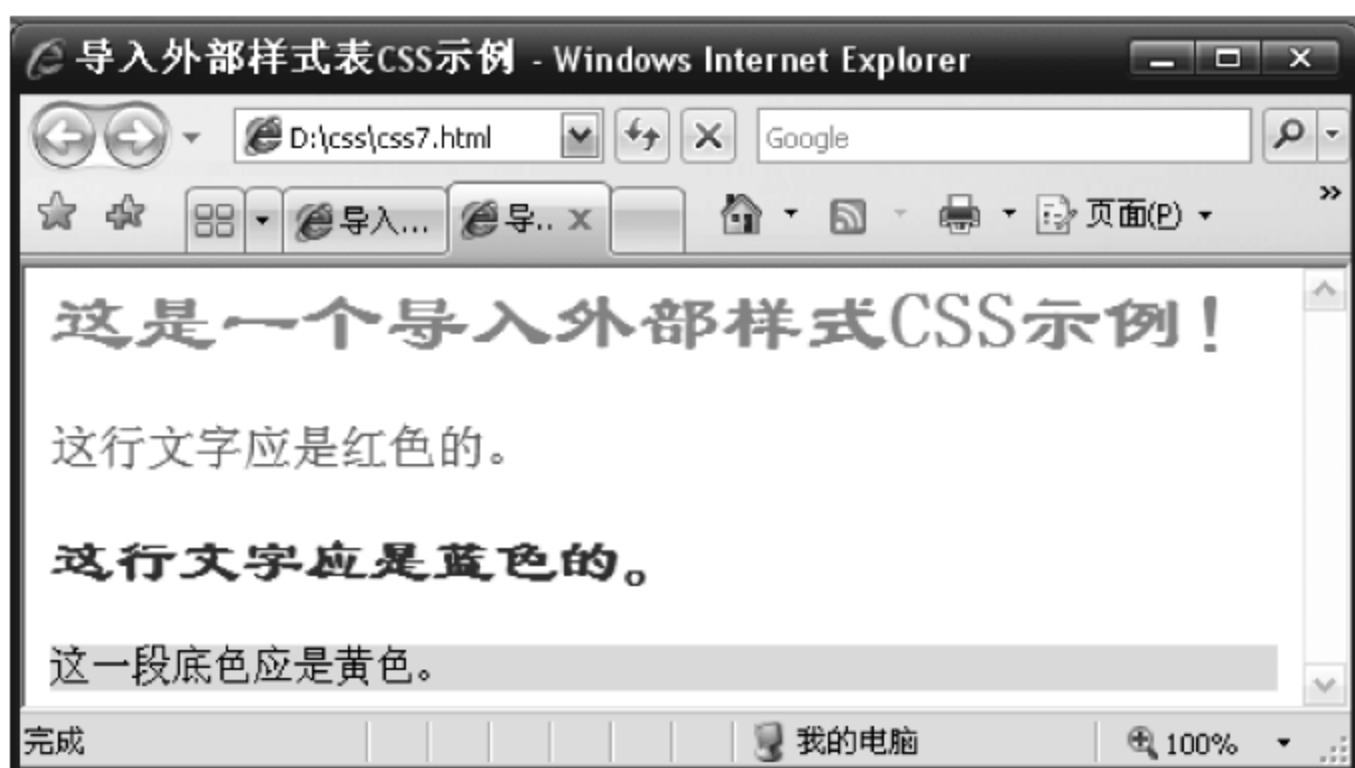 导入外部样式表CSS示例 - Windows Internet Explorer
D:\css\css7.html
Google
导入... 导.. 页面(P) »
这是一个导入外部样式CSS示例！
这行文字应是红色的。
这行文字应是蓝色的。
这一段底色应是黄色。
完成 我的电脑 100%